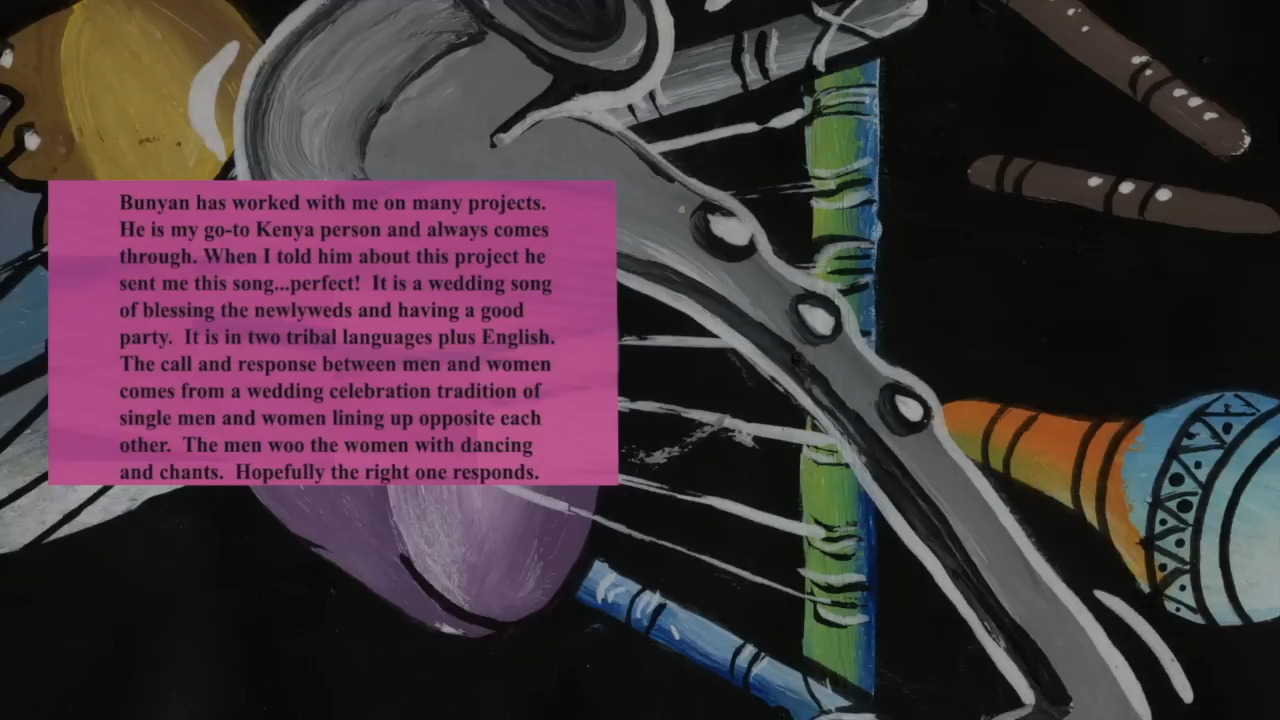 Bunyan has worked with me on many projects.
He is my go-to Kenya person and always comes
through. When I told him about this project he
sent me this song...perfect!  It is a wedding song
of blessing the newlyweds and having a good
party.  It is in two tribal languages plus English.
The call and response between men and women
comes from a wedding celebration tradition of
single men and women lining up opposite each
other.  The men woo the women with dancing
and chants.  Hopefully the right one responds.